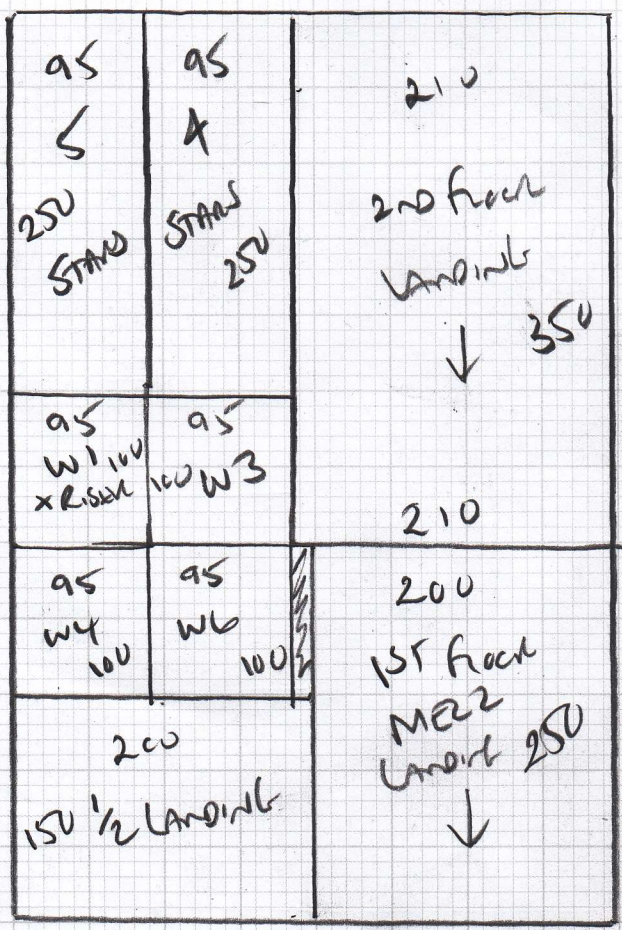 95
5
250
STAIRS
95
4
STAIRS
250
210
2ND FLOOR
LANDING
350
210
95
W1 100
x RISER
95
100 W3
95
W4
100
95
W6
100
200
1ST FLOOR
MEZZ
LANDING 250
200
150 1/2 LANDING